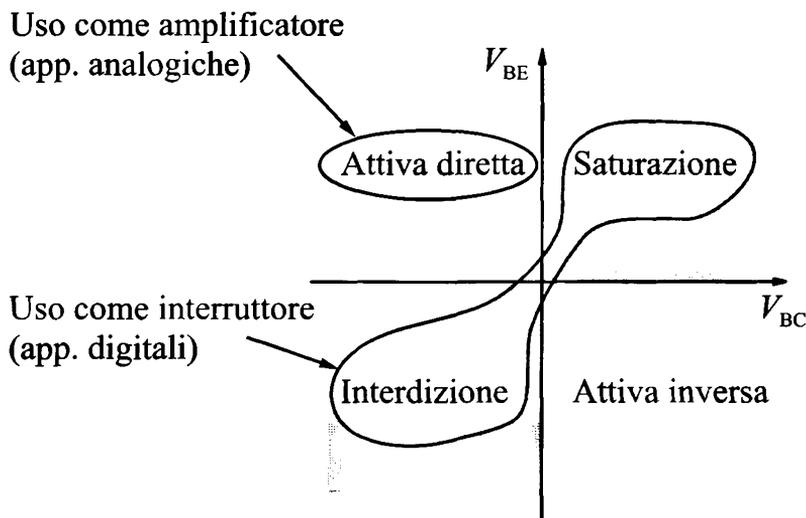 Uso come amplificatore
(app. analogiche)
V_BE
Attiva diretta
Saturazione
V_BC
Uso come interruttore
(app. digitali)
Interdizione
Attiva inversa